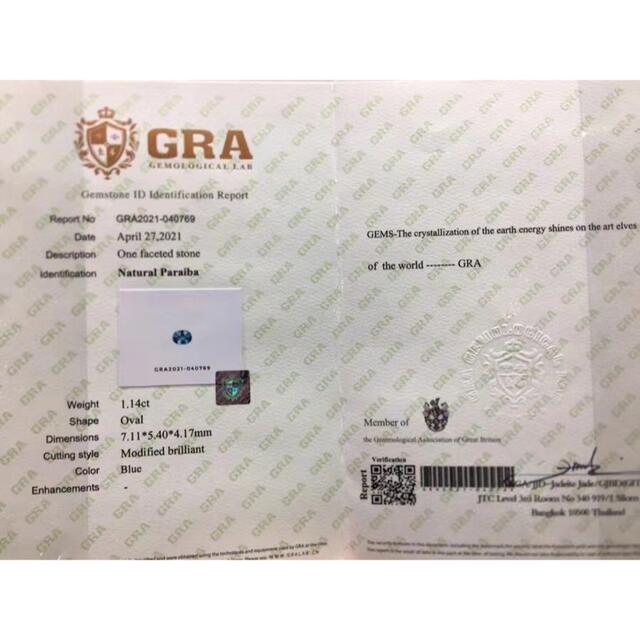 GRA
GEMOLOGICAL LAB
Gemstone ID Identification Report
Report No GRA2021-040769
Date April 27,2021
Description One faceted stone
Identification Natural Paraiba
GRA2021-040769
Weight 1.14ct
Shape Oval
Dimensions 7.11*5.40*4.17mm
Cutting style Modified brilliant
Color Blue
Enhancements -
GEMS-The crystallization of the earth energy shines on the art elves
of the world -------- GRA
Member of
the Gemmological Association of Great Britain
Verification
Report
JTC Level 3rd Room No 340 919/1 Silom
Bangkok 10500 Thailand